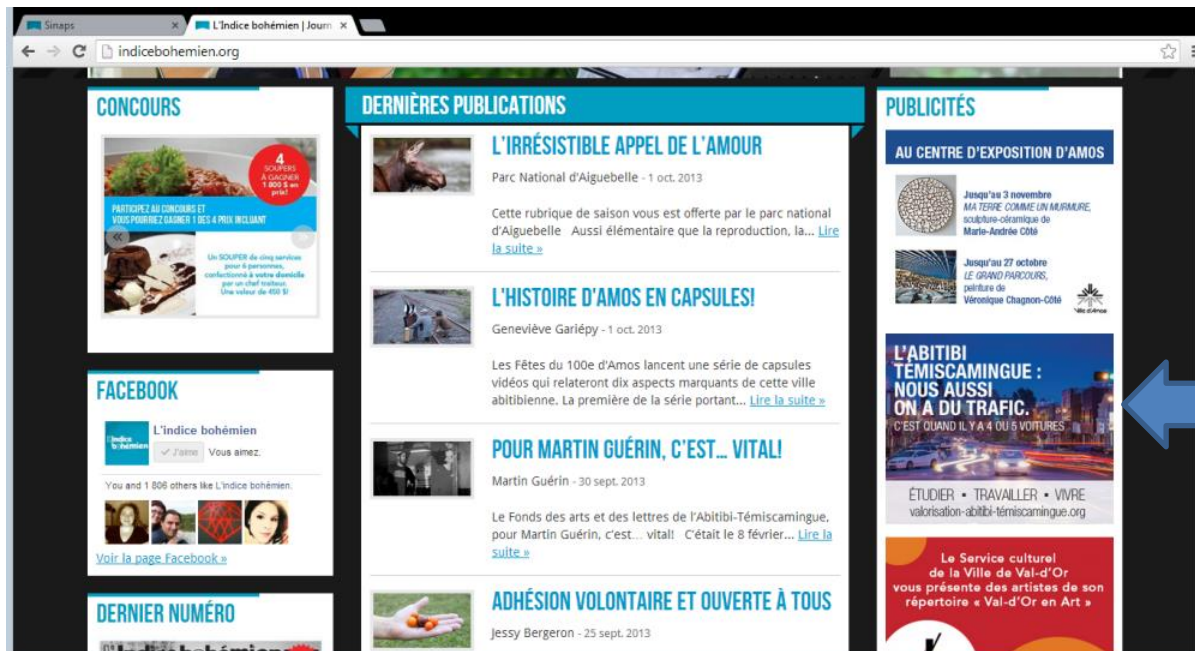 Sinaps
L'Indice bohémien | Journ
indicebohemien.org
CONCOURS
4
SOUPERS
À GAGNER
1 800 $ en
prix!
PARTICIPEZ AU CONCOURS ET
VOUS POURRIEZ GAGNER 1 DES 4 PRIX INCLUANT
Un SOUPER de cinq services
pour 6 personnes,
confectionné à votre domicile
par un chef traiteur.
Une valeur de 450 $!
FACEBOOK
L'indice bohémien
J'aime Vous aimez.
You and 1 806 others like L'indice bohémien.
Voir la page Facebook »
DERNIER NUMÉRO
DERNIÈRES PUBLICATIONS
L'IRRÉSISTIBLE APPEL DE L'AMOUR
Parc National d'Aiguebelle - 1 oct. 2013
Cette rubrique de saison vous est offerte par le parc national
d'Aiguebelle Aussi élémentaire que la reproduction, la... Lire
la suite »
L'HISTOIRE D'AMOS EN CAPSULES!
Geneviève Gariépy - 1 oct. 2013
Les Fêtes du 100e d'Amos lancent une série de capsules
vidéos qui relateront dix aspects marquants de cette ville
abitibienne. La première de la série portant... Lire la suite »
POUR MARTIN GUÉRIN, C'EST... VITAL!
Martin Guérin - 30 sept. 2013
Le Fonds des arts et des lettres de l'Abitibi-Témiscamingue,
pour Martin Guérin, c'est... vital! C'était le 8 février... Lire la
suite »
ADHÉSION VOLONTAIRE ET OUVERTE À TOUS
Jessy Bergeron - 25 sept. 2013
PUBLICITÉS
AU CENTRE D'EXPOSITION D'AMOS
Jusqu'au 3 novembre
MA TERRE COMME UN MURMURE,
sculpture-céramique de
Marie-Andrée Côté
Jusqu'au 27 octobre
LE GRAND PARCOURS,
peinture de
Véronique Chagnon-Côté
Ville d'Amos
L'ABITIBI
TÉMISCAMINGUE :
NOUS AUSSI
ON A DU TRAFIC.
C'EST QUAND IL Y A 4 OU 5 VOITURES
ÉTUDIER • TRAVAILLER • VIVRE
valorisation-abitibi-témiscamingue.org
Le Service culturel
de la Ville de Val-d'Or
vous présente des artistes de son
répertoire « Val-d'Or en Art »